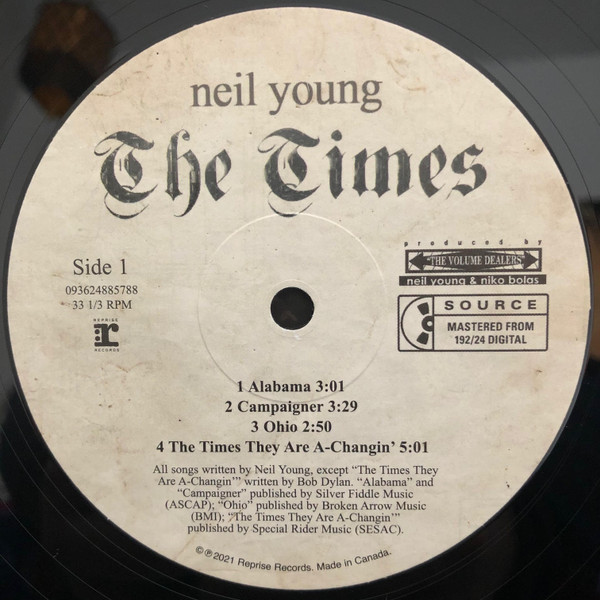 neil young
The Times
produced by
"THE VOLUME DEALERS"
neil young & niko bolas
Side 1
093624885788
33 1/3 RPM
REPRISE
r
RECORDS
SOURCE
MASTERED FROM
192/24 DIGITAL
1 Alabama 3:01
2 Campaigner 3:29
3 Ohio 2:50
4 The Times They Are A-Changin’ 5:01
All songs written by Neil Young, except “The Times They
Are A-Changin’” written by Bob Dylan. “Alabama” and
“Campaigner” published by Silver Fiddle Music
(ASCAP); “Ohio” published by Broken Arrow Music
(BMI); “The Times They Are A-Changin’”
published by Special Rider Music (SESAC).
©℗2021 Reprise Records. Made in Canada.